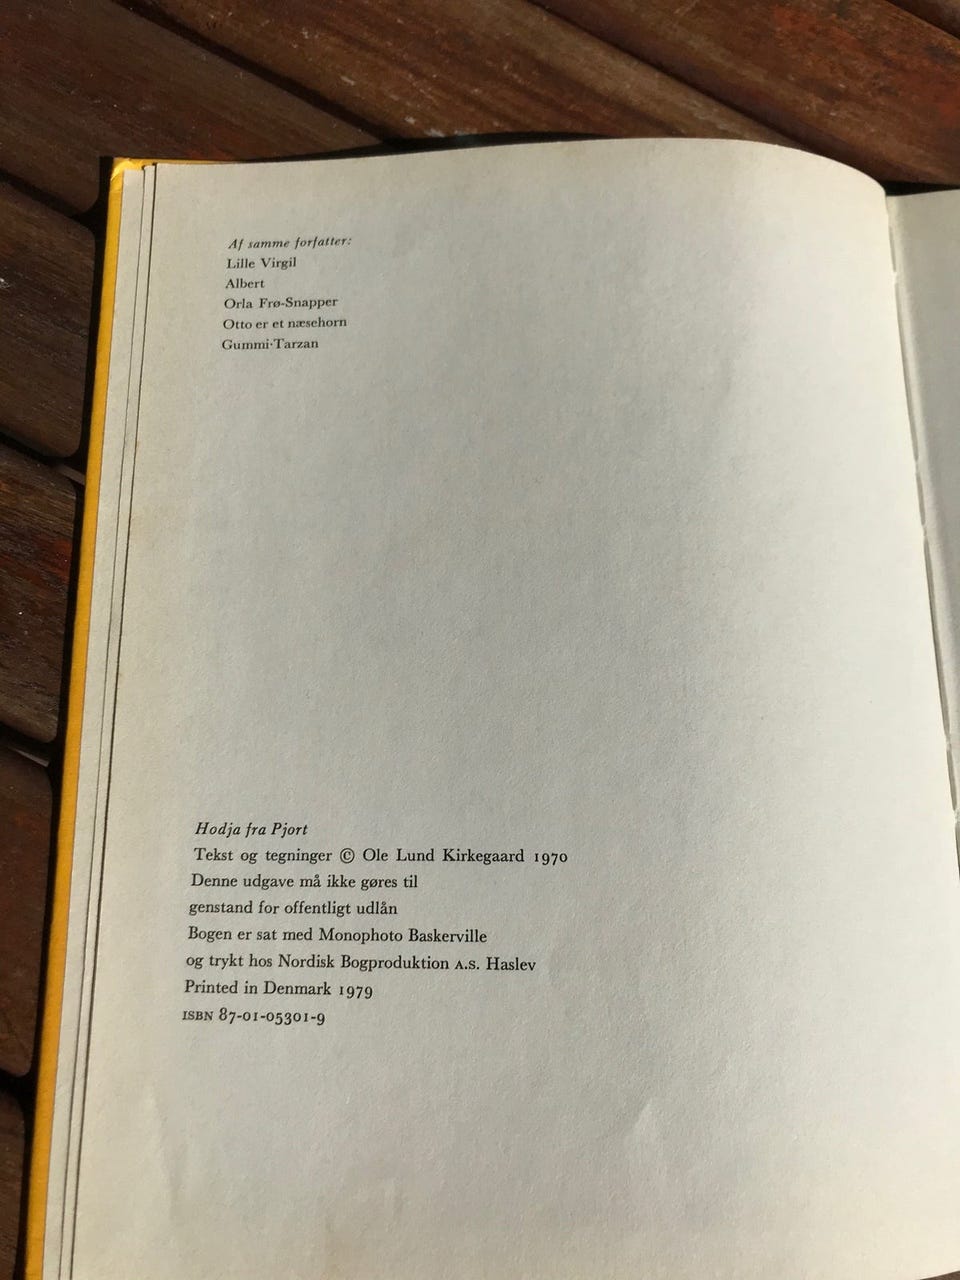 Af samme forfatter:
Lille Virgil
Albert
Orla Frø-Snapper
Otto er et næsehorn
Gummi-Tarzan
Hodja fra Pjort
Tekst og tegninger © Ole Lund Kirkegaard 1970
Denne udgave må ikke gøres til
genstand for offentligt udlån
Bogen er sat med Monophoto Baskerville
og trykt hos Nordisk Bogproduktion A.S. Haslev
Printed in Denmark 1979
ISBN 87-01-05301-9